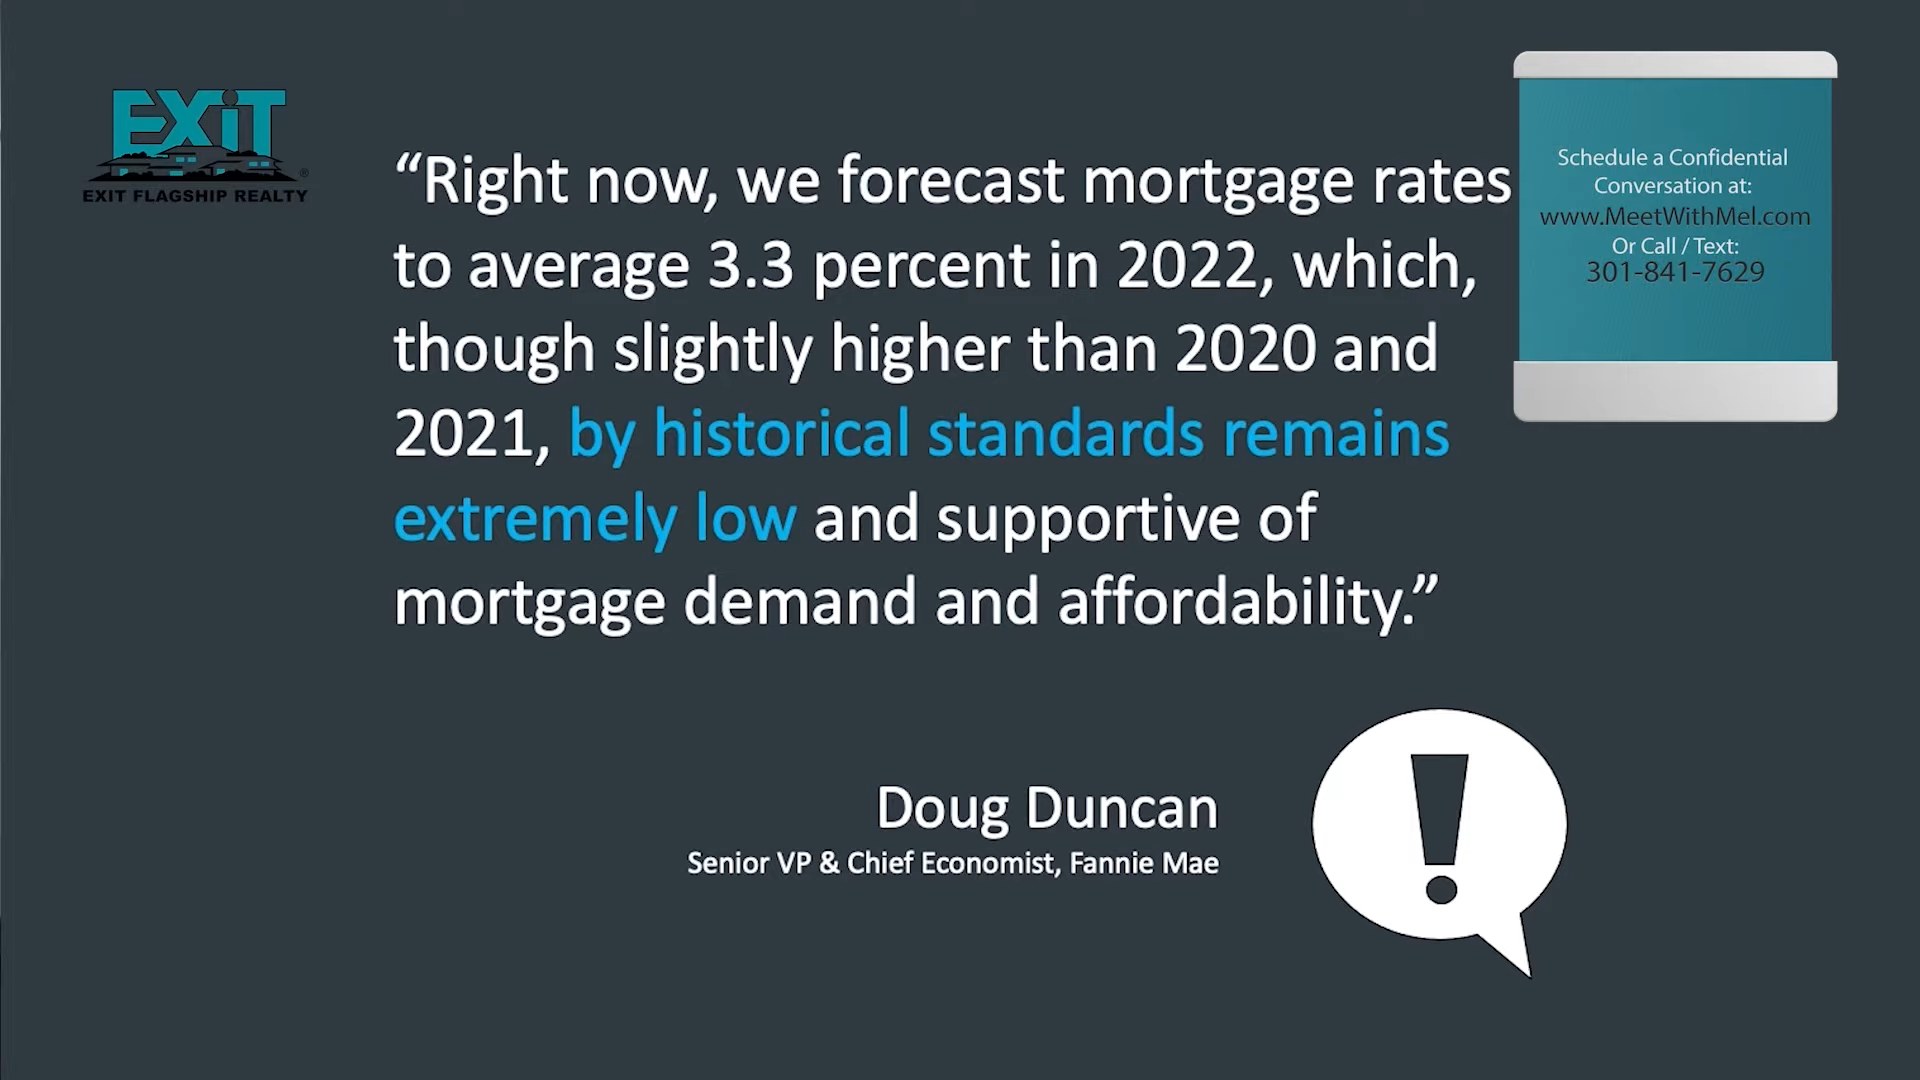 EXiT
®
EXIT FLAGSHIP REALTY
“Right now, we forecast mortgage rates
to average 3.3 percent in 2022, which,
though slightly higher than 2020 and
2021, by historical standards remains
extremely low and supportive of
mortgage demand and affordability.”
Doug Duncan
Senior VP & Chief Economist, Fannie Mae
!
Schedule a Confidential
Conversation at:
www.MeetWithMel.com
Or Call / Text:
301-841-7629